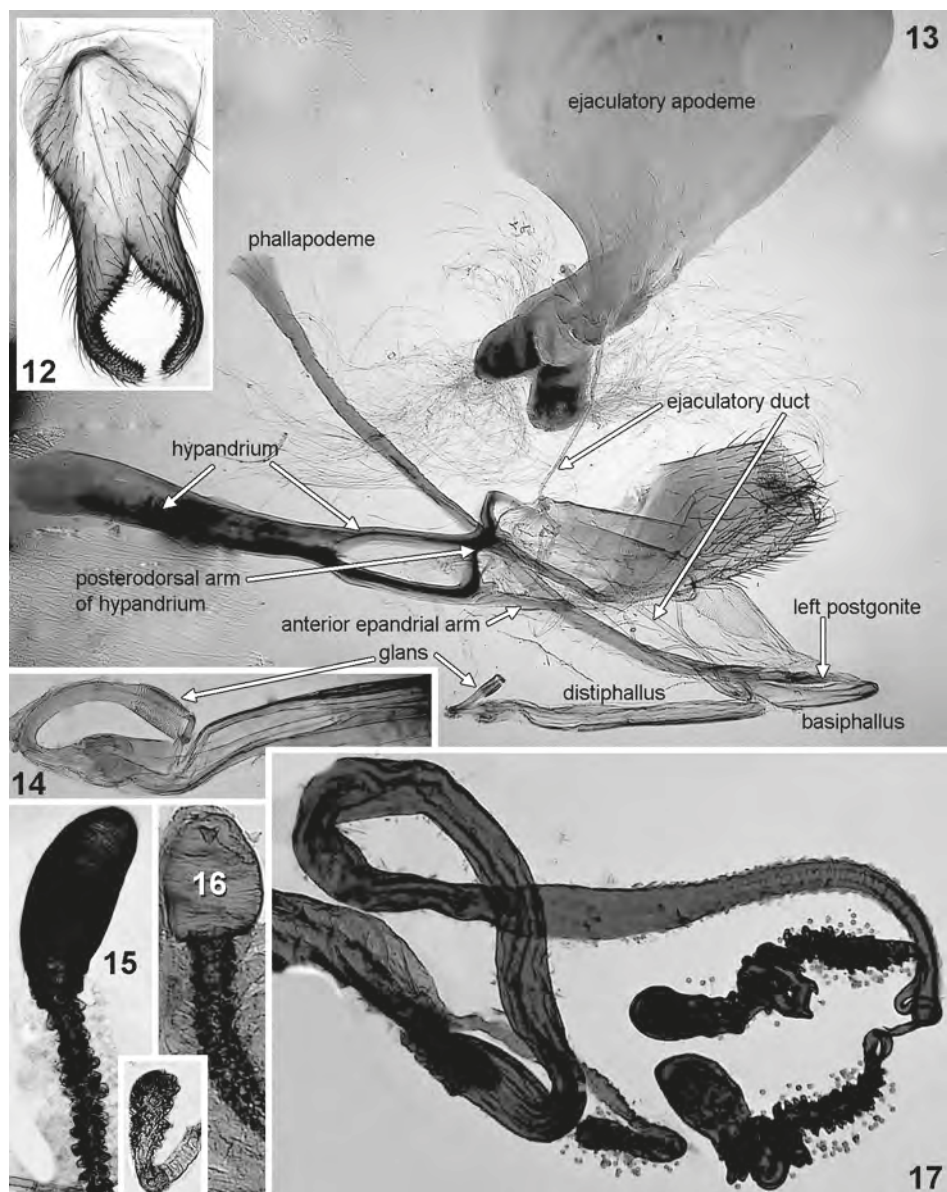 13
ejaculatory apodeme
phallapodeme
12
ejaculatory duct
hypandrium
posterodorsal arm
of hypandrium
left postgonite
anterior epandrial arm
glans
distiphallus
basiphallus
14
16
15
17